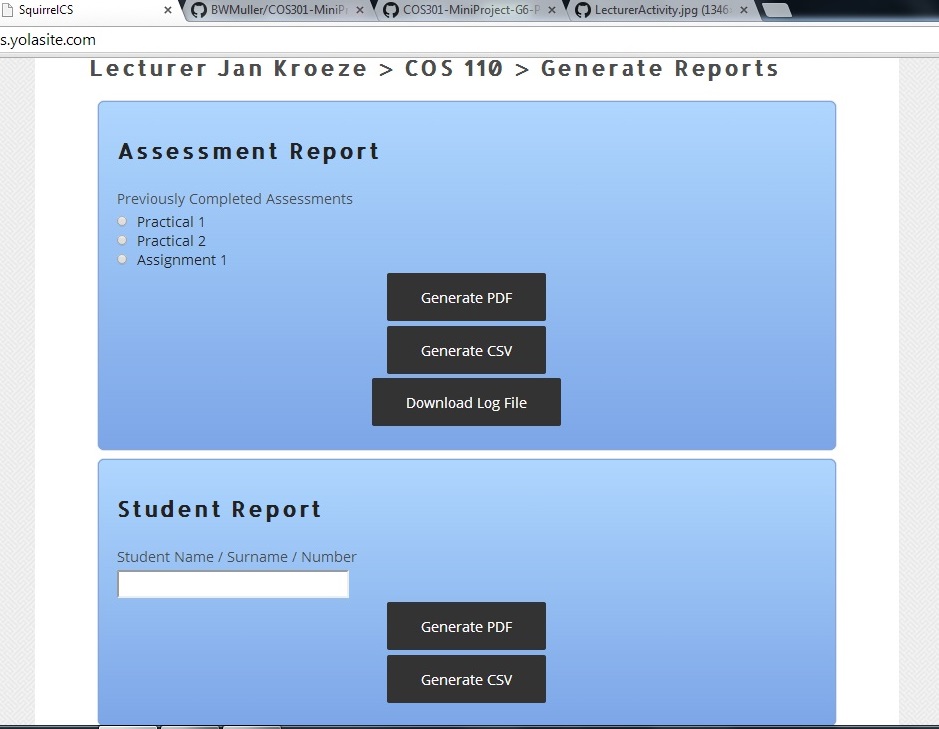 SquirrelCS
BWMuller/COS301-MiniPr
COS301-MiniProject-G6-P
LecturerActivity.jpg (1346
s.yolasite.com
Lecturer Jan Kroeze > COS 110 > Generate Reports
Assessment Report
Previously Completed Assessments
Practical 1
Practical 2
Assignment 1
Generate PDF
Generate CSV
Download Log File
Student Report
Student Name / Surname / Number
Generate PDF
Generate CSV